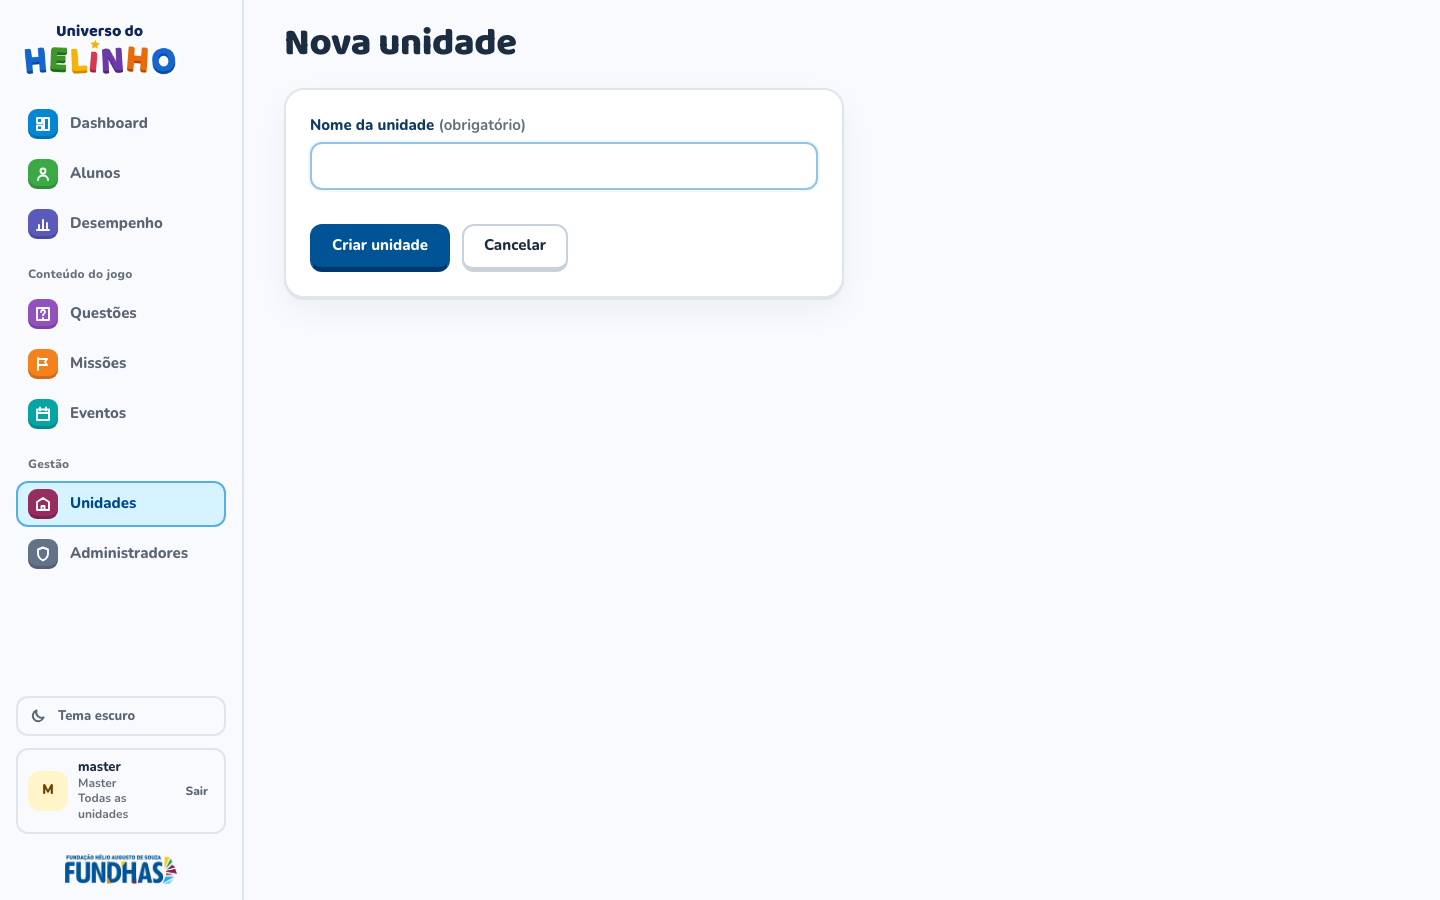 Universo do
HELINHO
Dashboard
Alunos
Desempenho
Conteúdo do jogo
Questões
Missões
Eventos
Gestão
Unidades
Administradores
Tema escuro
M
master
Master
Todas as
unidades
Sair
FUNDAÇÃO HÉLIO AUGUSTO DE SOUZA
FUNDHAS
Nova unidade
Nome da unidade (obrigatório)
Criar unidade
Cancelar